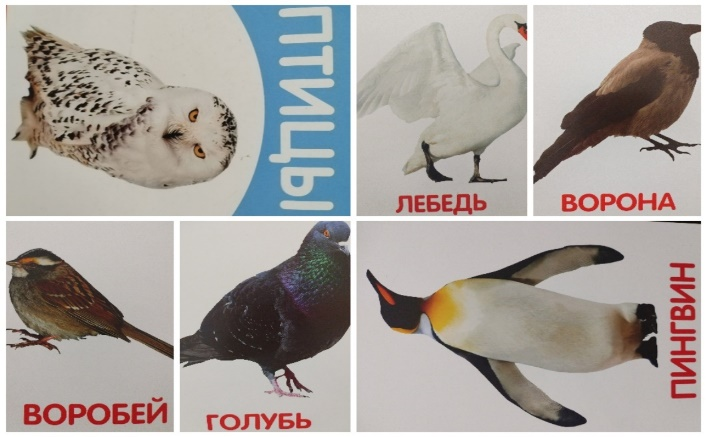 ПТИЦЫ
ЛЕБЕДЬ
ВОРОНА
ВОРОБЕЙ
ГОЛУБЬ
ПИНГВИН